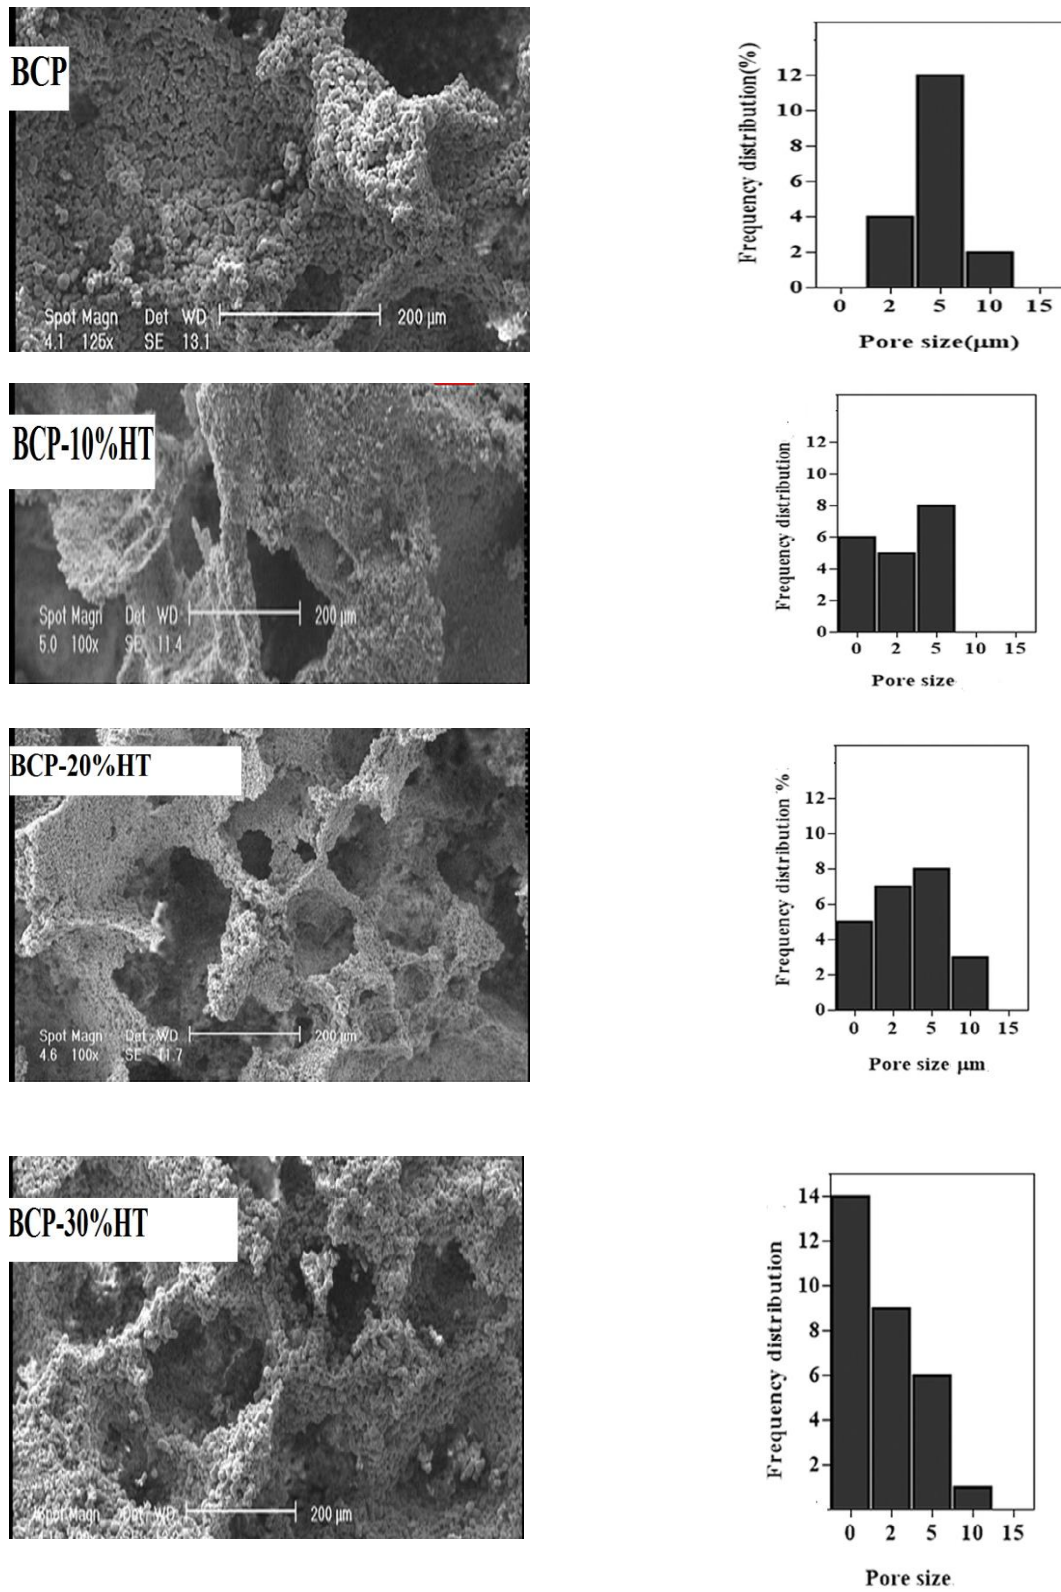 BCP
Spot Magn Det WD 200 µm
4.1 125x SE 13.1
Frequency distribution(%)
12
10
8
6
4
2
0
0 2 5 10 15
Pore size(µm)
BCP-10%HT
Spot Magn Det WD 200 µm
5.0 100x SE 11.4
Frequency distribution
12
10
8
6
4
2
0
0 2 5 10 15
Pore size
BCP-20%HT
Spot Magn Det WD 200 µm
4.6 100x SE 11.7
Frequency distribution %
12
10
8
6
4
2
0
0 2 5 10 15
Pore size µm
BCP-30%HT
Spot Magn Det WD 200 µm
Frequency distribution
14
12
10
8
6
4
2
0 2 5 10 15
Pore size